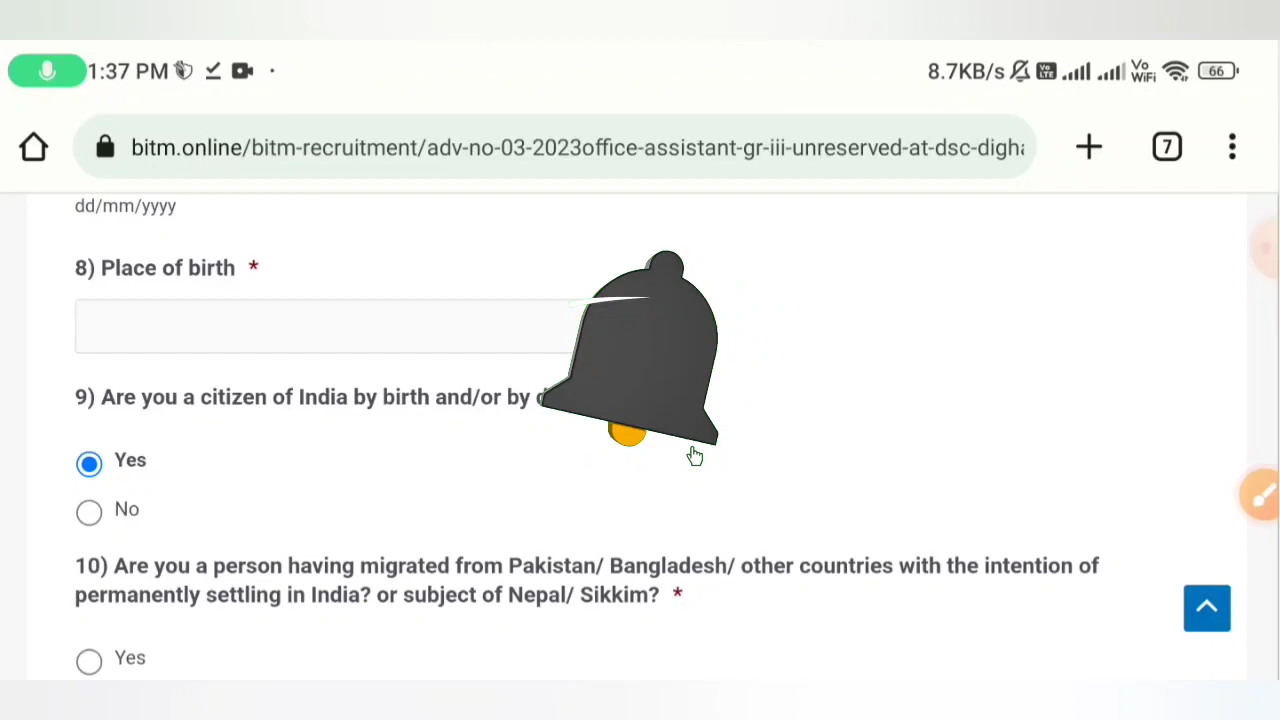 1:37 PM
8.7KB/s Vo LTE Vo WiFi 66
bitm.online/bitm-recruitment/adv-no-03-2023office-assistant-gr-iii-unreserved-at-dsc-digh
7
dd/mm/yyyy
8) Place of birth *
9) Are you a citizen of India by birth and/or by
Yes
No
10) Are you a person having migrated from Pakistan/ Bangladesh/ other countries with the intention of
permanently settling in India? or subject of Nepal/ Sikkim? *
Yes